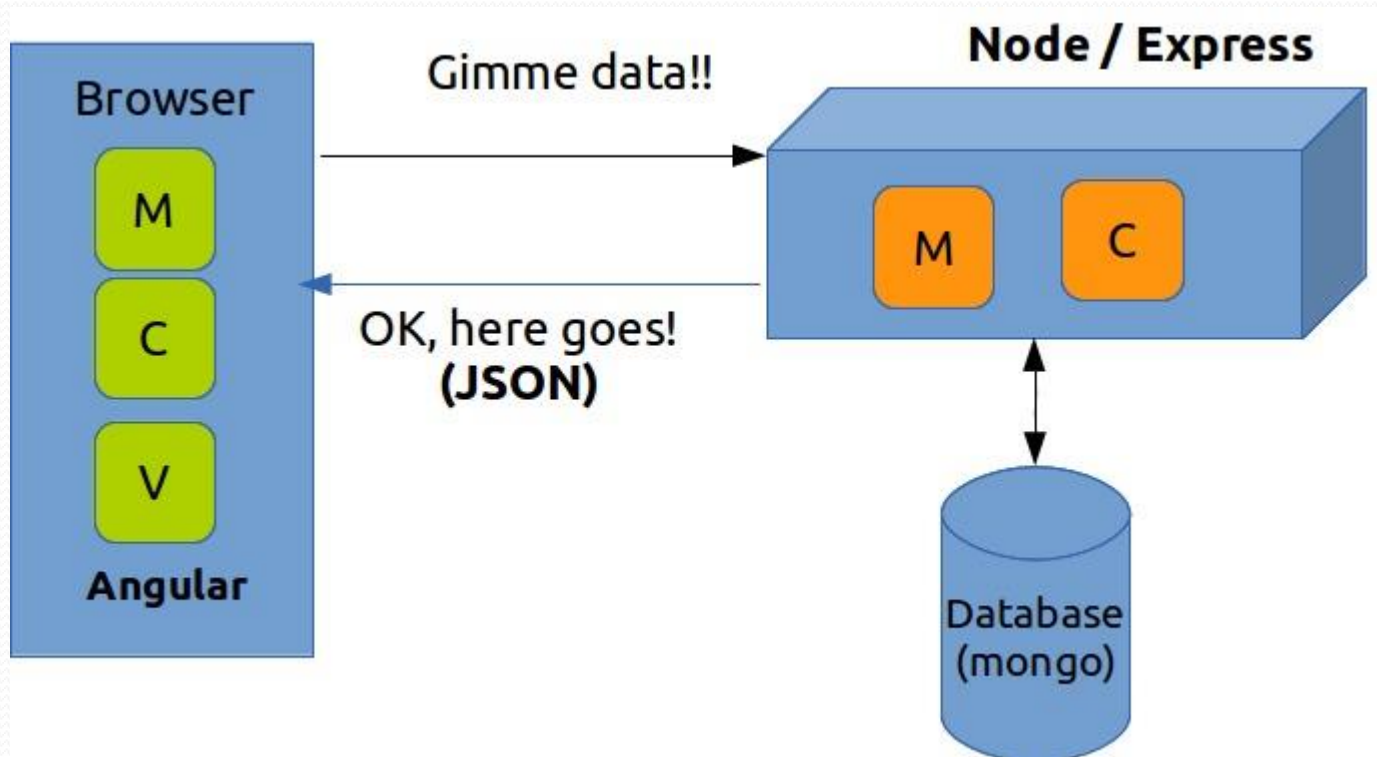 Browser
M
C
V
Angular
Gimme data!!
OK, here goes!
(JSON)
Node / Express
M
C
Database
(mongo)